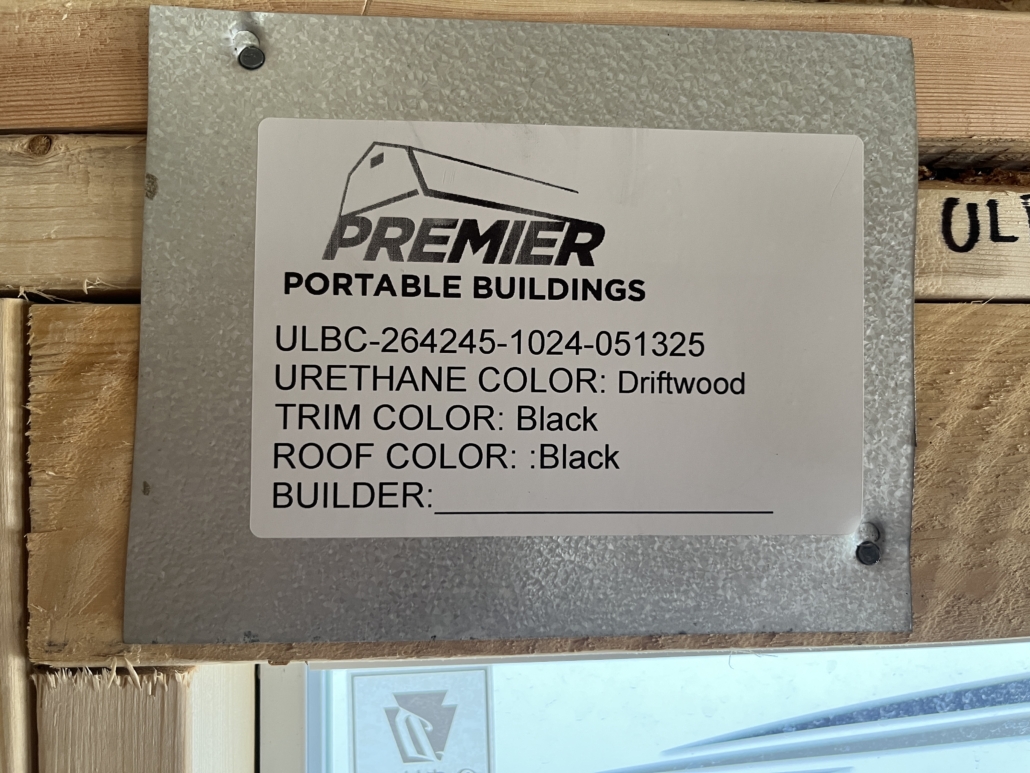 PREMIER
PORTABLE BUILDINGS
ULBC-264245-1024-051325
URETHANE COLOR: Driftwood
TRIM COLOR: Black
ROOF COLOR: :Black
BUILDER: